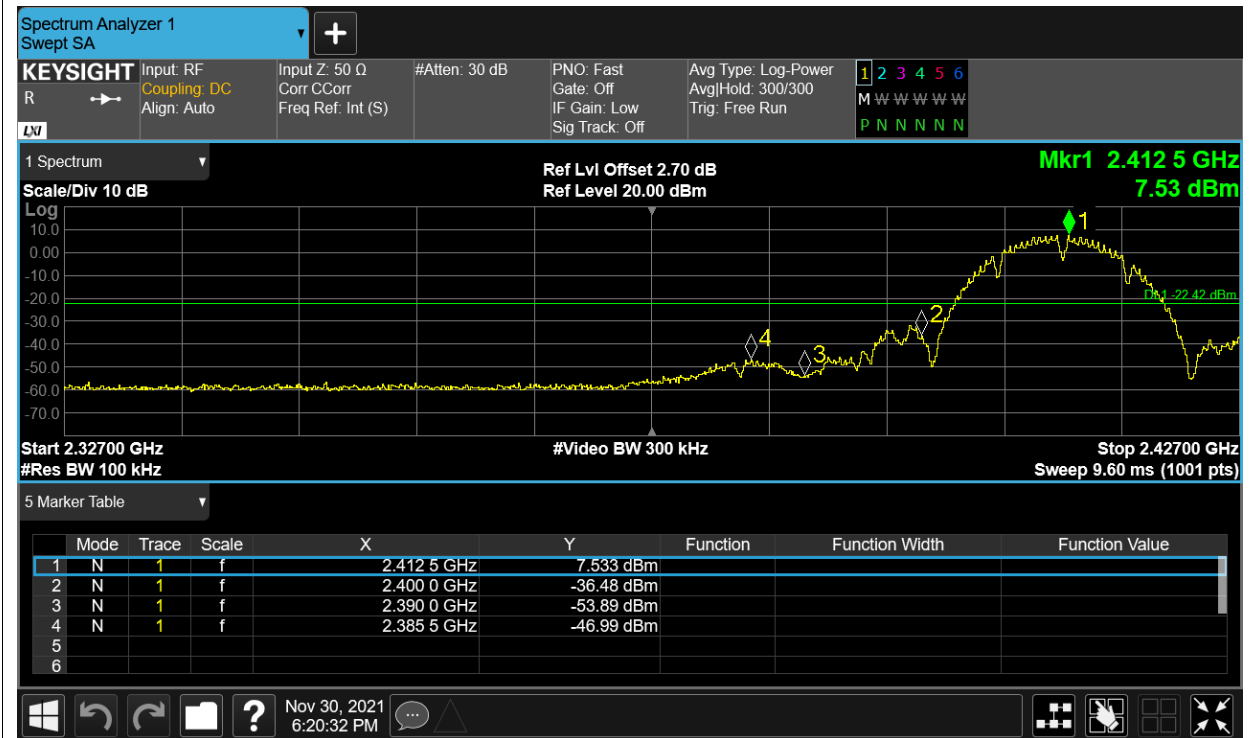 Spectrum Analyzer 1
Swept SA
KEYSIGHT Input: RF Input Z: 50 Ω #Atten: 30 dB PNO: Fast Avg Type: Log-Power 1 2 3 4 5 6
R Coupling: DC Corr CCorr Gate: Off Avg|Hold: 300/300 M W W W W W
Align: Auto Freq Ref: Int (S) IF Gain: Low Trig: Free Run
LXI Sig Track: Off P N N N N N
1 Spectrum Ref Lvl Offset 2.70 dB Mkr1 2.412 5 GHz
Scale/Div 10 dB Ref Level 20.00 dBm 7.53 dBm
Log
1
10.0
0.00
-10.0
-20.0 -22.42 dBm
2
-30.0
4
-40.0
3
-50.0
-60.0
-70.0
Start 2.32700 GHz #Video BW 300 kHz Stop 2.42700 GHz
#Res BW 100 kHz Sweep 9.60 ms (1001 pts)
5 Marker Table
Mode Trace Scale X Y Function Function Width Function Value
1 N 1 f 2.412 5 GHz 7.533 dBm
2 N 1 f 2.400 0 GHz -36.48 dBm
3 N 1 f 2.390 0 GHz -53.89 dBm
4 N 1 f 2.385 5 GHz -46.99 dBm
5
6
? Nov 30, 2021
6:20:32 PM